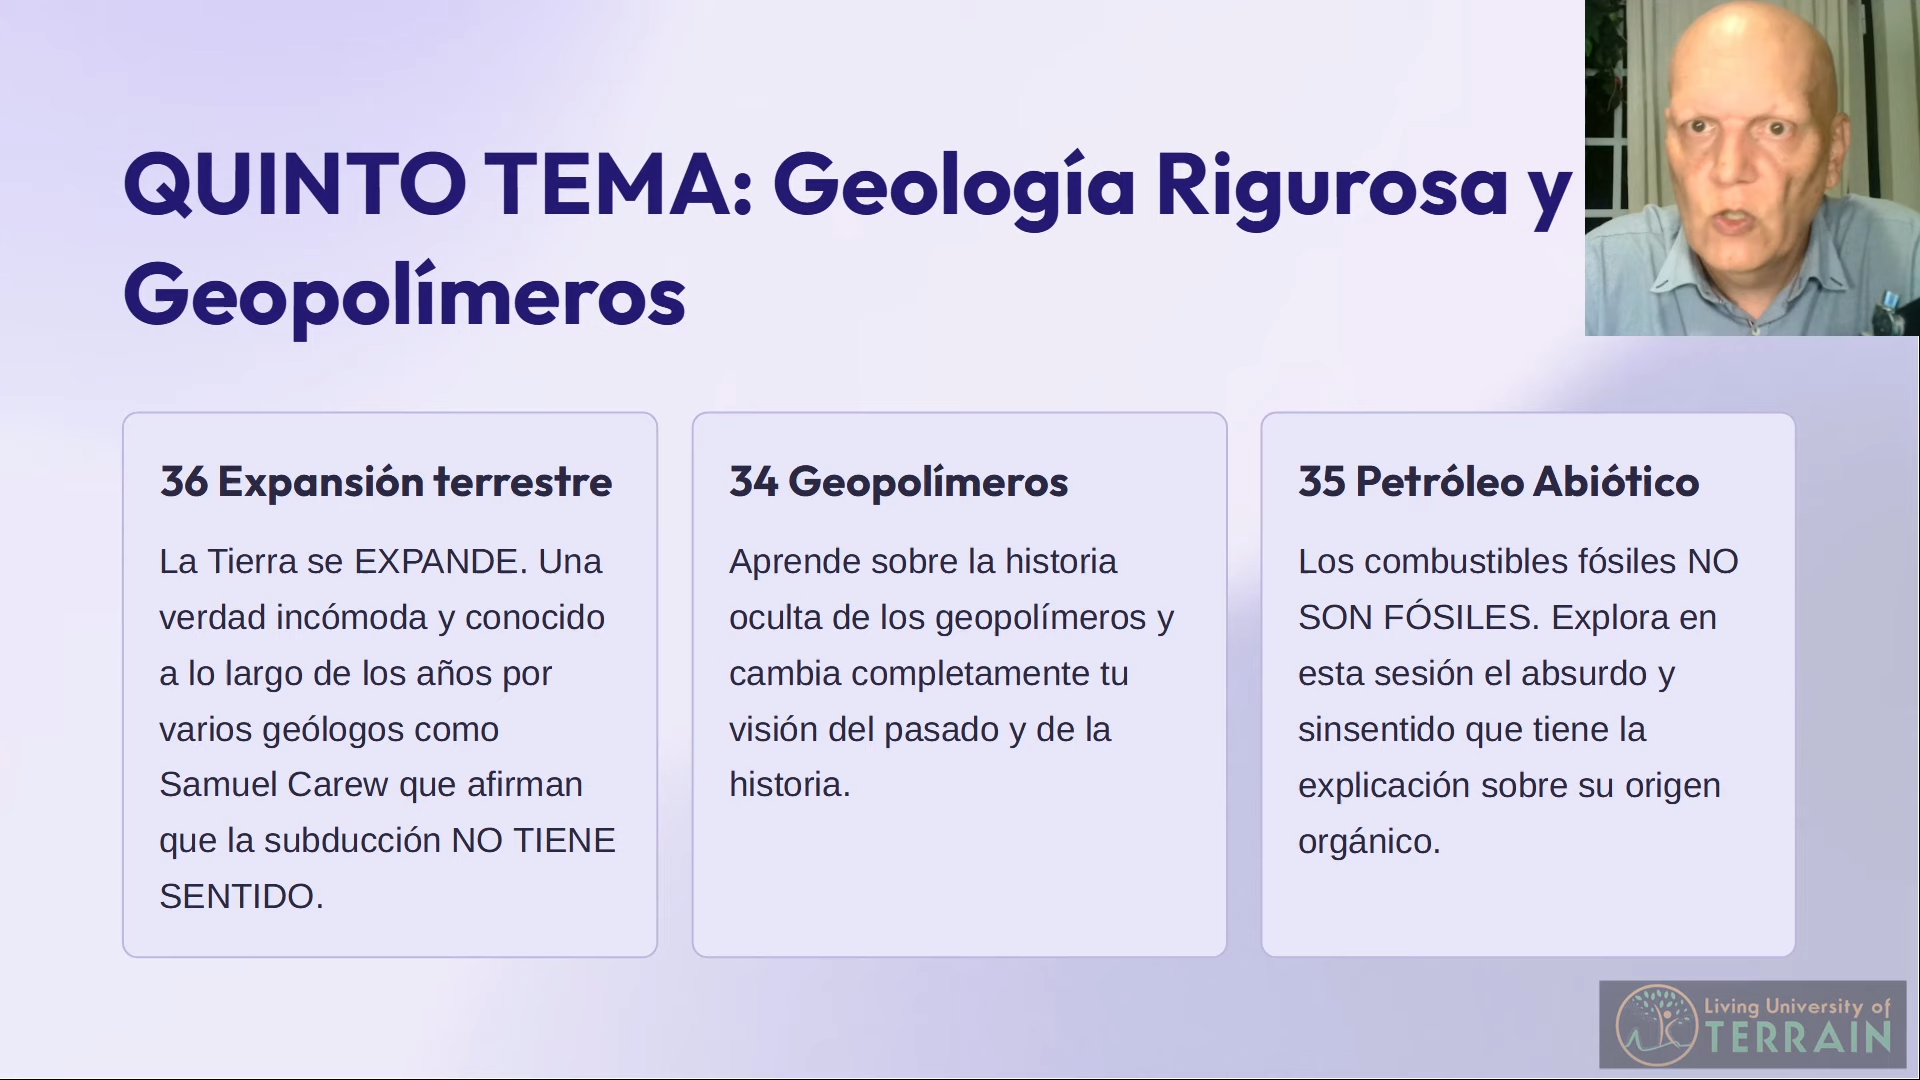 QUINTO TEMA: Geología Rigurosa y
Geopolímeros
36 Expansión terrestre
La Tierra se EXPANDE. Una
verdad incómoda y conocido
a lo largo de los años por
varios geólogos como
Samuel Carew que afirman
que la subducción NO TIENE
SENTIDO.
34 Geopolímeros
Aprende sobre la historia
oculta de los geopolímeros y
cambia completamente tu
visión del pasado y de la
historia.
35 Petróleo Abiótico
Los combustibles fósiles NO
SON FÓSILES. Explora en
esta sesión el absurdo y
sinsentido que tiene la
explicación sobre su origen
orgánico.
Living University of
TERRAIN